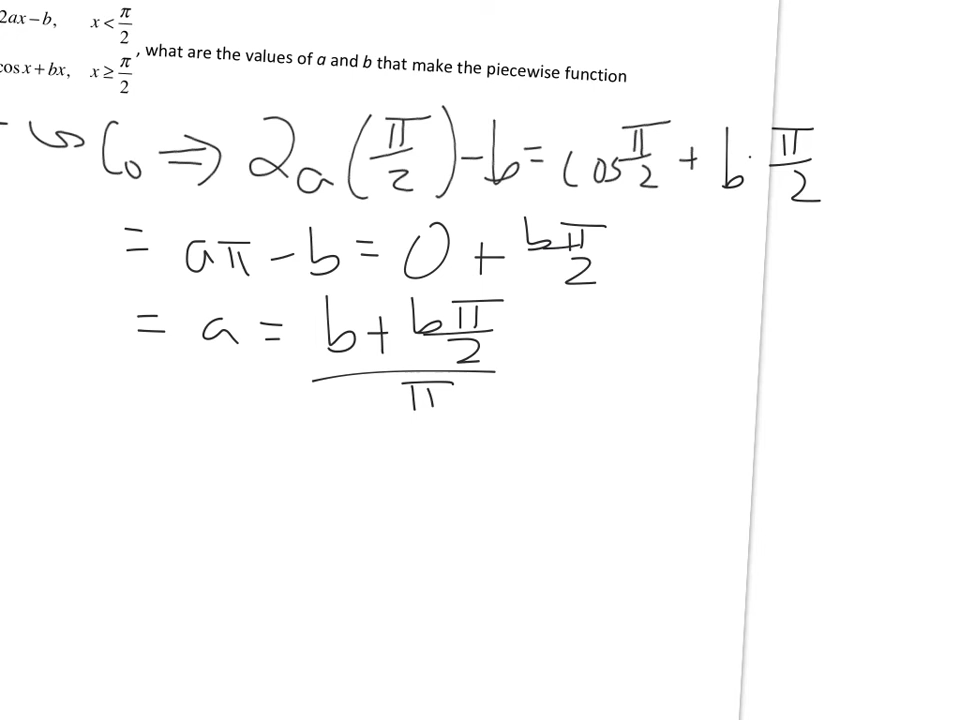 2ax − b, x < π/2
cos x + bx, x ≥ π/2
, what are the values of a and b that make the piecewise function
C₀ ⇒ 2a(π/2) − b = cos π/2 + b · π/2
= aπ − b = 0 + bπ/2
= a = (b + bπ/2)/π